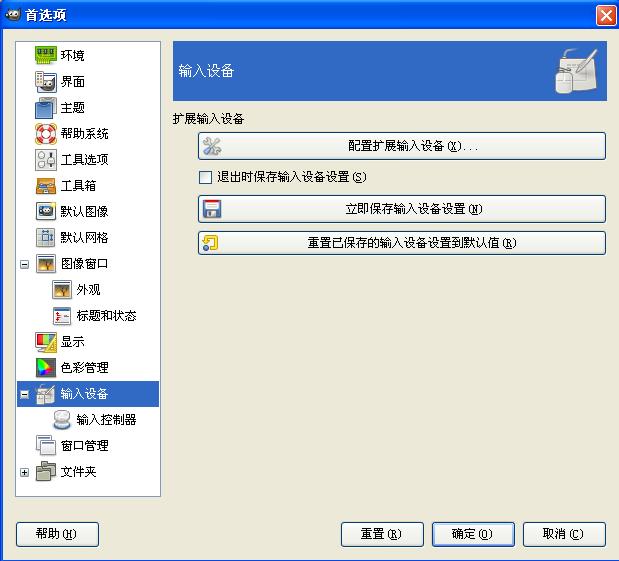 首选项
环境
界面
主题
帮助系统
工具选项
工具箱
默认图像
默认网格
图像窗口
外观
标题和状态
显示
色彩管理
输入设备
输入控制器
窗口管理
文件夹
输入设备
扩展输入设备
配置扩展输入设备(X)...
退出时保存输入设备设置(S)
立即保存输入设备设置(N)
重置已保存的输入设备设置到默认值(R)
帮助(H)
重置(R)
确定(O)
取消(C)